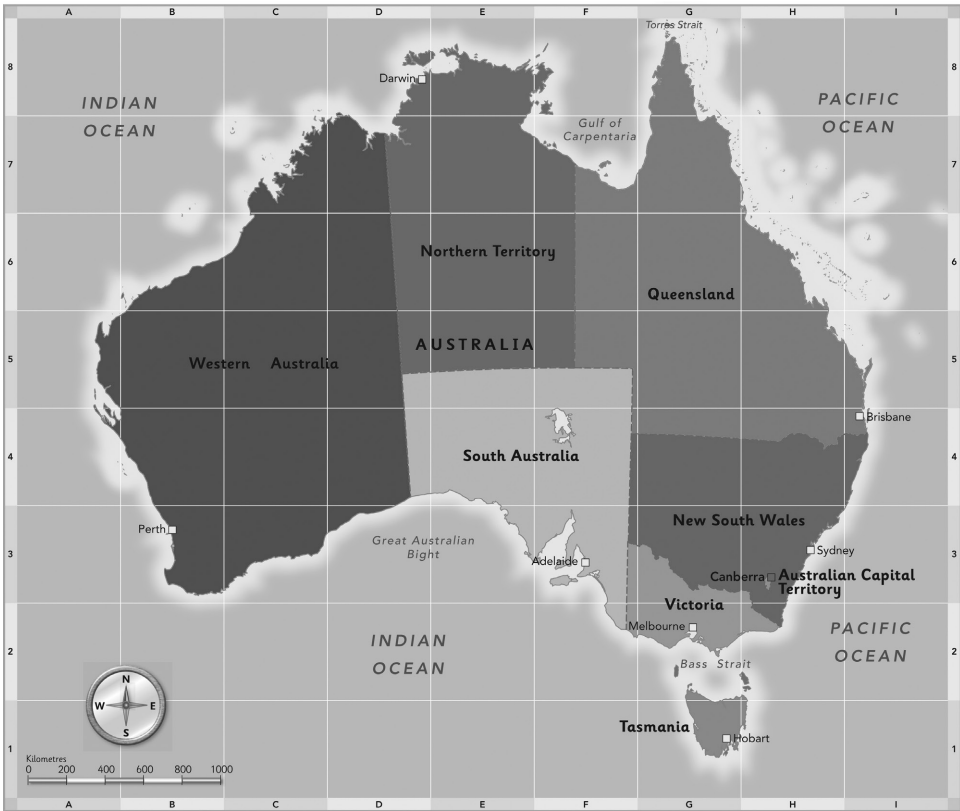 A B C D E F G H I
Torres Strait
8 8
Darwin
INDIAN
OCEAN
PACIFIC
OCEAN
Gulf of
Carpentaria
7 7
Northern Territory
6 6
Queensland
AUSTRALIA
Western Australia
5 5
Brisbane
South Australia
4 4
New South Wales
Perth
Great Australian
Bight
Sydney
3 3
Adelaide
Canberra
Australian Capital
Territory
Victoria
Melbourne
INDIAN
OCEAN
PACIFIC
OCEAN
2 2
Bass Strait
N
W E
S
Tasmania
Hobart
1 1
Kilometres
0 200 400 600 800 1000
A B C D E F G H I